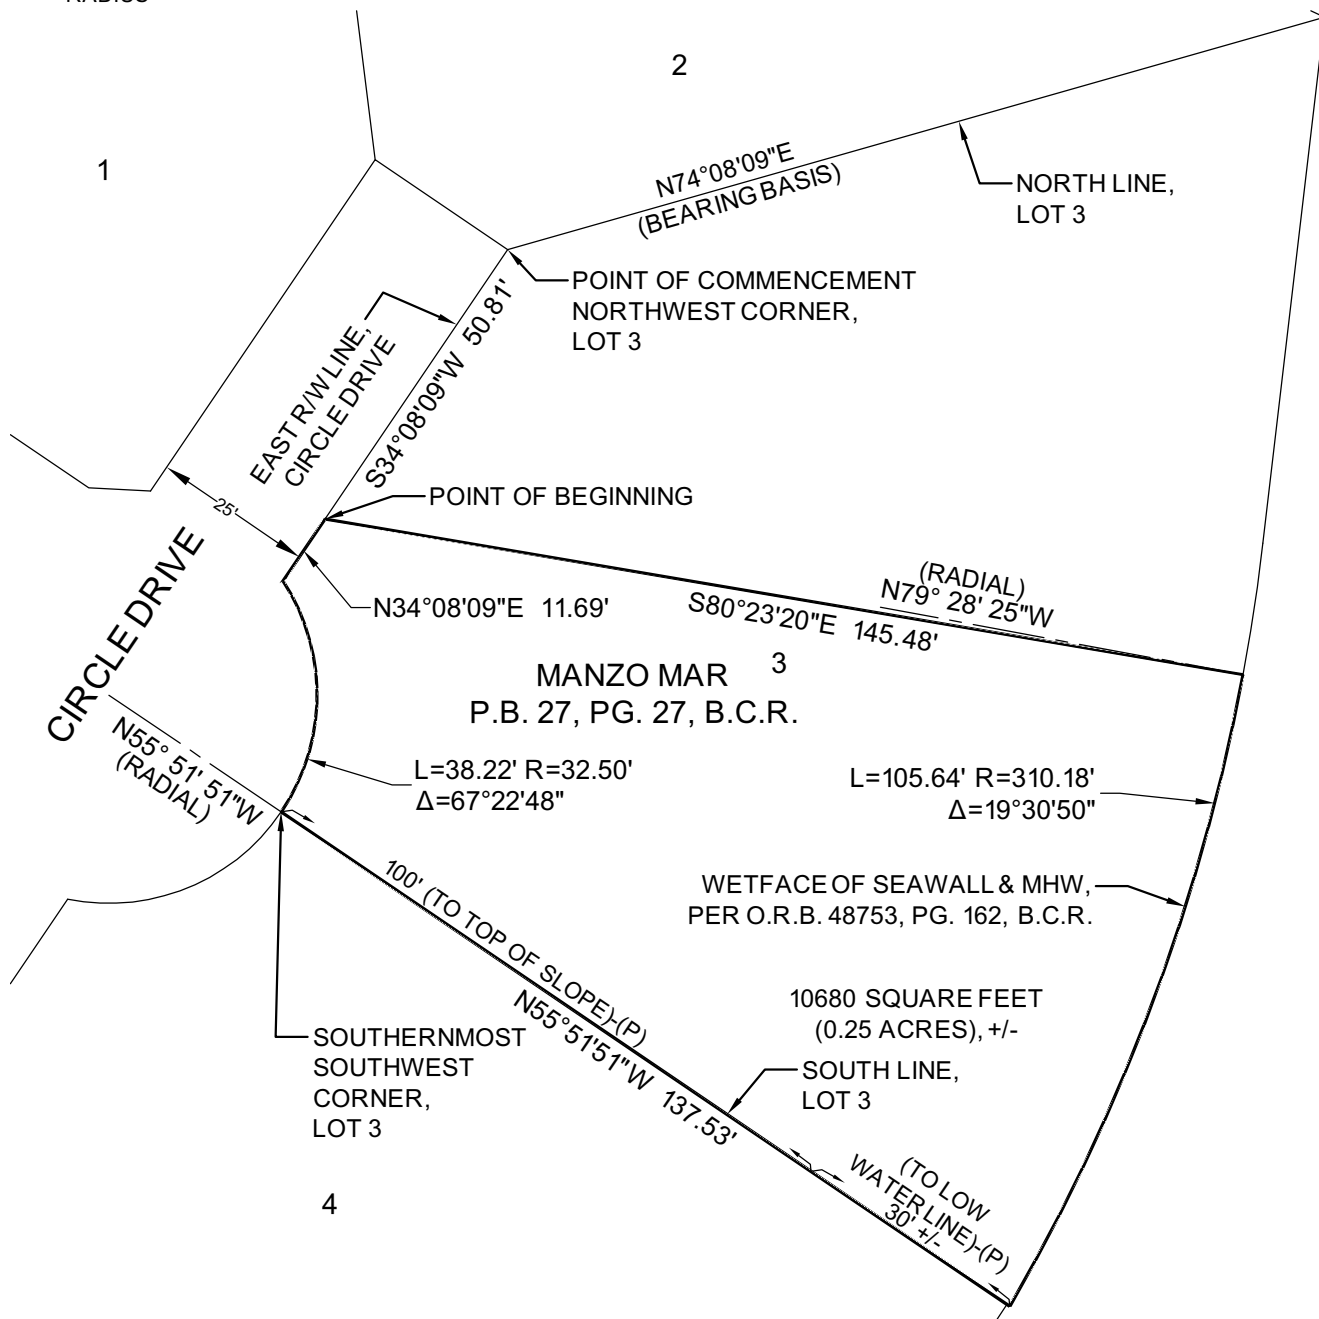 2
1
N74°08'09"E
(BEARING BASIS)
NORTH LINE,
LOT 3
POINT OF COMMENCEMENT
NORTHWEST CORNER,
LOT 3
EAST R/W LINE,
CIRCLE DRIVE
S34°08'09"W 50.81'
25'
POINT OF BEGINNING
CIRCLE DRIVE
N34°08'09"E 11.69'
(RADIAL)
N79° 28' 25"W
S80°23'20"E 145.48'
3
MANZO MAR
P.B. 27, PG. 27, B.C.R.
N55° 51' 51"W
(RADIAL)
L=38.22' R=32.50'
Δ=67°22'48"
L=105.64' R=310.18'
Δ=19°30'50"
WETFACE OF SEAWALL & MHW,
PER O.R.B. 48753, PG. 162, B.C.R.
100' (TO TOP OF SLOPE)-(P)
N55°51'51"W 137.53'
10680 SQUARE FEET
(0.25 ACRES), +/-
SOUTH LINE,
LOT 3
SOUTHERNMOST
SOUTHWEST
CORNER,
LOT 3
(TO LOW
WATER LINE)-(P)
30' +/-
4